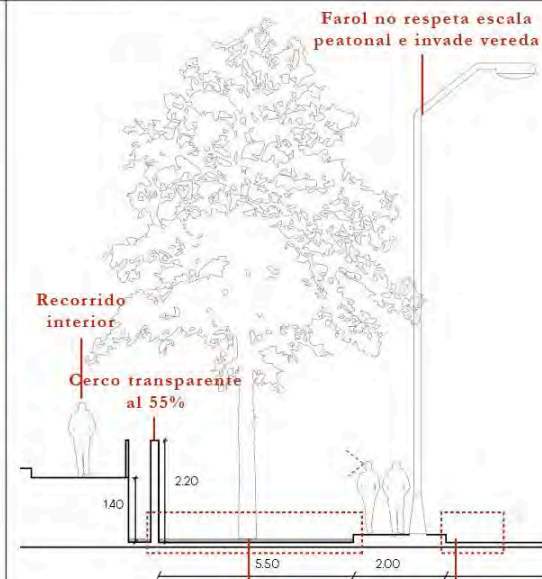 Farol no respeta escala
peatonal e invade vereda
Recorrido
interior
Cerco transparente
al 55%
2.20
1.40
5.50
2.00